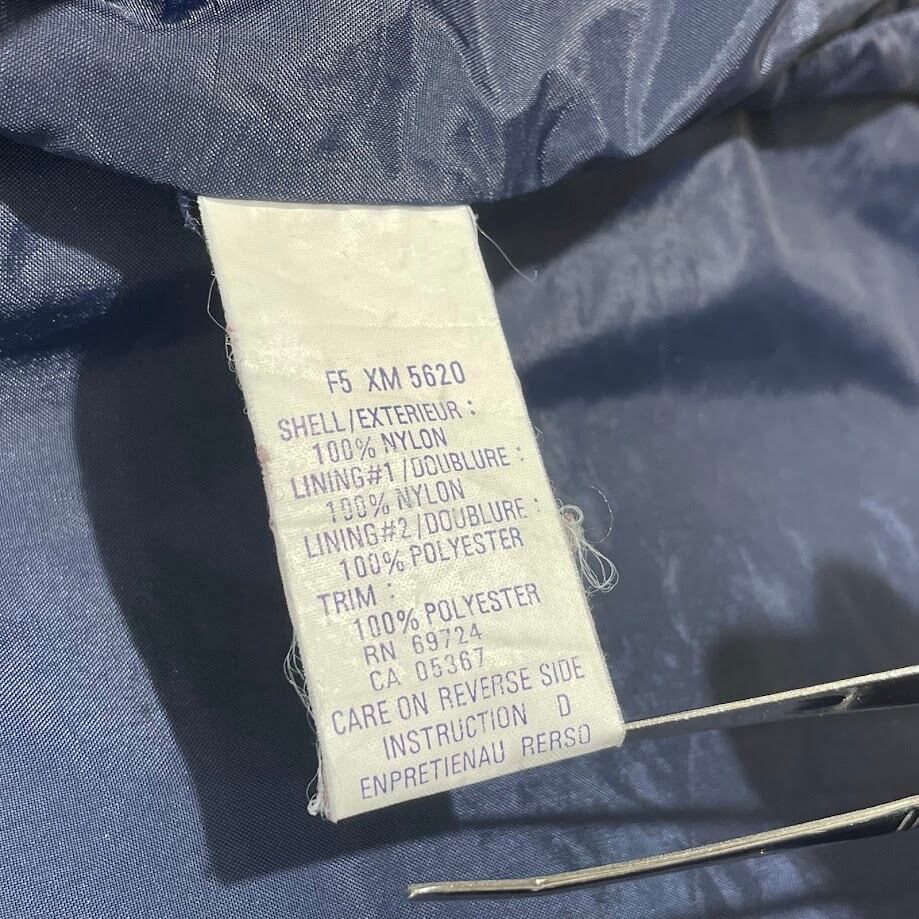 F5 XM 5620
SHELL/EXTERIEUR :
100% NYLON
LINING#1/DOUBLURE :
100% NYLON
LINING#2/DOUBLURE :
100% POLYESTER
TRIM :
100% POLYESTER
RN 69724
CA 05367
CARE ON REVERSE SIDE
INSTRUCTION D
ENPRETIENAU RERSO